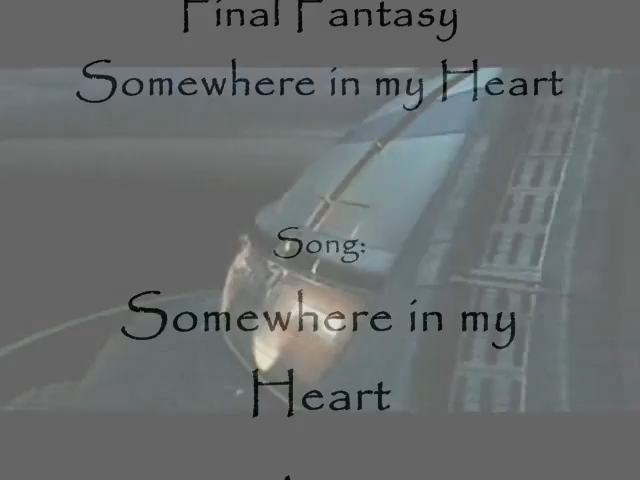 Final Fantasy
Somewhere in my Heart
Song:
Somewhere in my
Heart